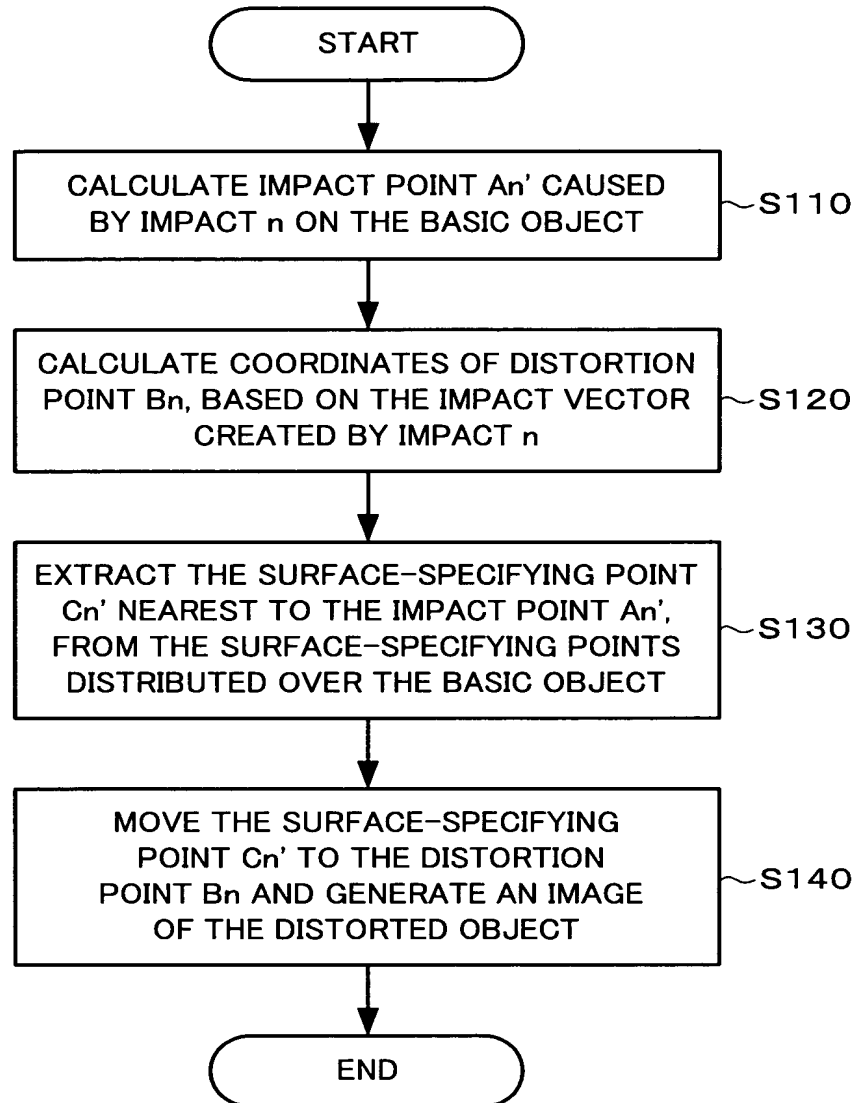 START
CALCULATE IMPACT POINT An' CAUSED
BY IMPACT n ON THE BASIC OBJECT
S110
CALCULATE COORDINATES OF DISTORTION
POINT Bn, BASED ON THE IMPACT VECTOR
CREATED BY IMPACT n
S120
EXTRACT THE SURFACE-SPECIFYING POINT
Cn' NEAREST TO THE IMPACT POINT An',
FROM THE SURFACE-SPECIFYING POINTS
DISTRIBUTED OVER THE BASIC OBJECT
S130
MOVE THE SURFACE-SPECIFYING
POINT Cn' TO THE DISTORTION
POINT Bn AND GENERATE AN IMAGE
OF THE DISTORTED OBJECT
S140
END